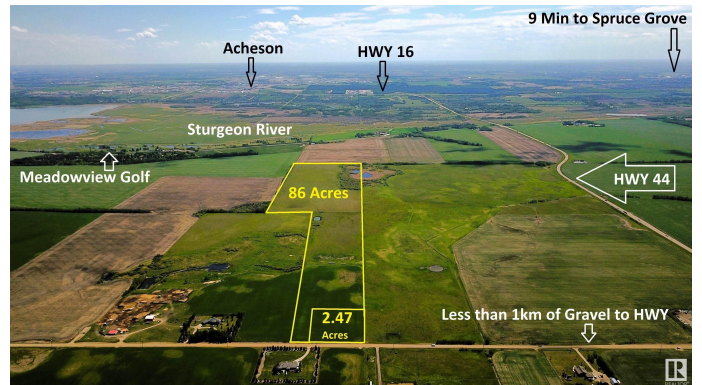 9 Min to Spruce Grove
Acheson
HWY 16
Sturgeon River
Meadowview Golf
HWY 44
86 Acres
2.47
Acres
Less than 1km of Gravel to HWY
R
REALTOR®